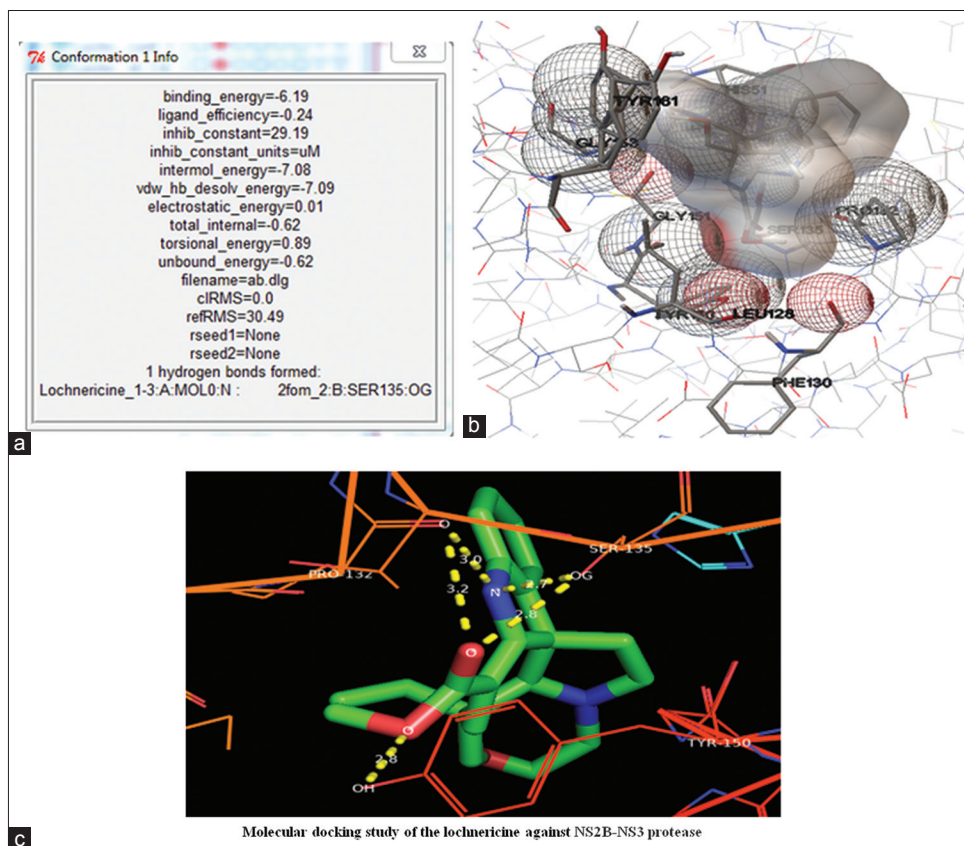 Conformation 1 Info
binding_energy=-6.19
ligand_efficiency=-0.24
inhib_constant=29.19
inhib_constant_units=uM
intermol_energy=-7.08
vdw_hb_desolv_energy=-7.09
electrostatic_energy=0.01
total_internal=-0.62
torsional_energy=0.89
unbound_energy=-0.62
filename=ab.dlg
clRMS=0.0
refRMS=30.49
rseed1=None
rseed2=None
1 hydrogen bonds formed:
Lochnericine_1-3:A:MOL0:N : 2fom_2:B:SER135:OG
a
HIS51
TYR161
GLY151
SER135
LEU128
PHE130
b
O
SER-135
PRO-132
3.0
OG
2.7
3.2
N
2.8
O
O
TYR-150
2.8
OH
c
Molecular docking study of the lochnericine against NS2B-NS3 protease